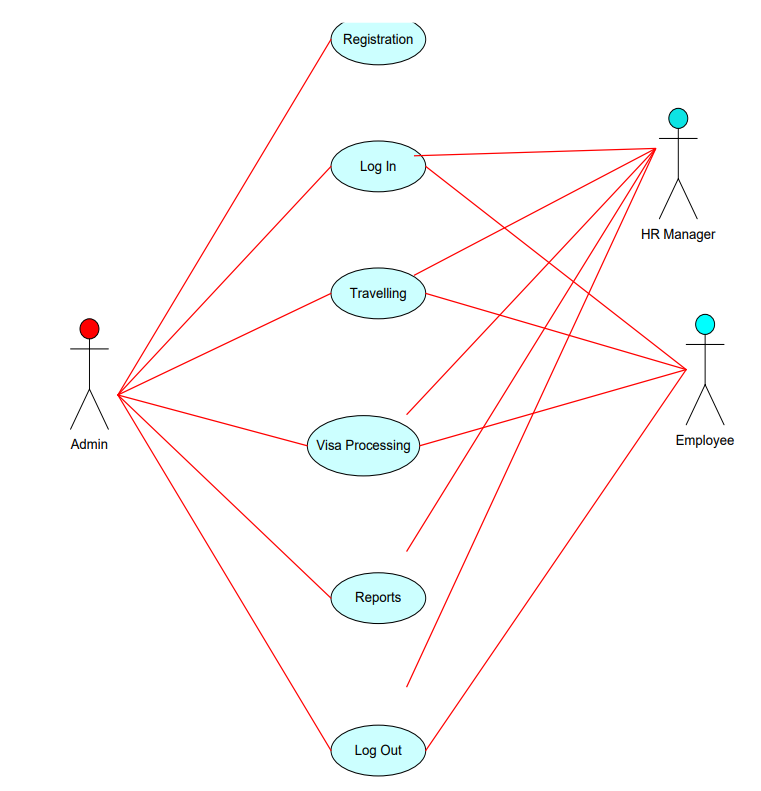 Registration
Log In
HR Manager
Travelling
Admin
Visa Processing
Employee
Reports
Log Out